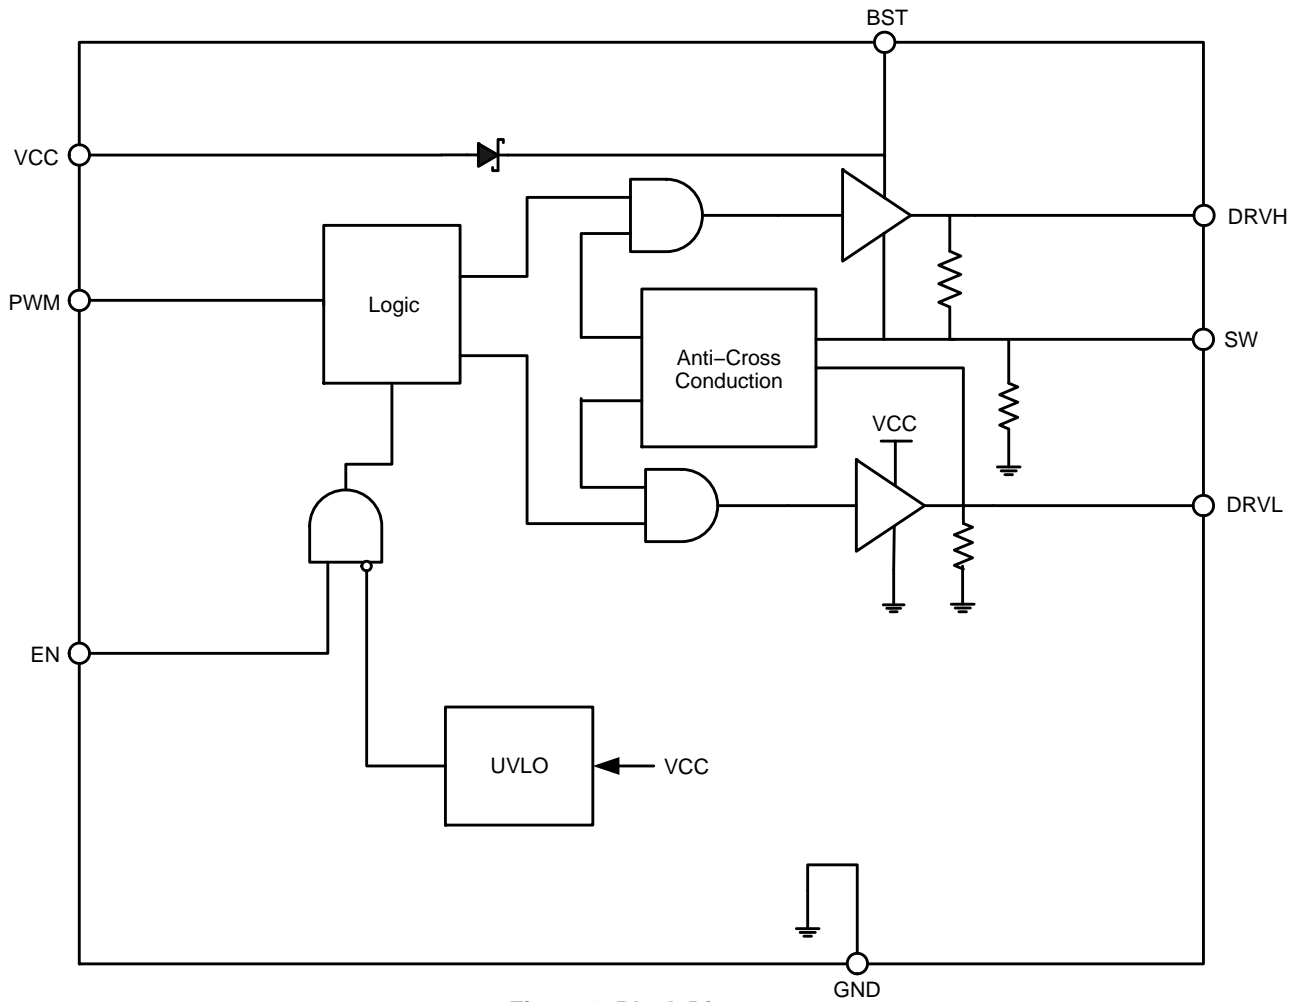 BST
VCC
DRVH
PWM
Logic
SW
Anti−Cross
Conduction
VCC
DRVL
EN
UVLO
VCC
GND